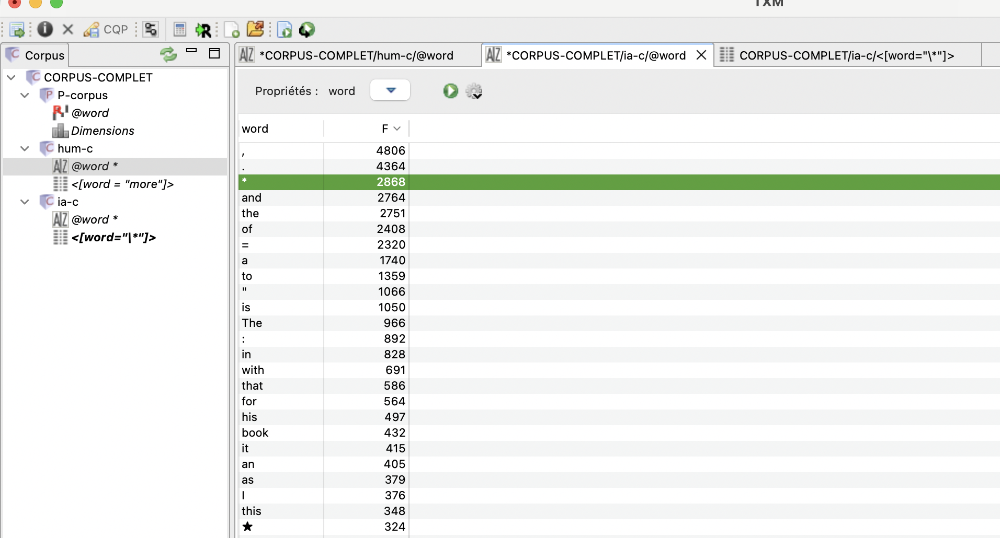 TXM
CQP
Corpus
*CORPUS-COMPLET/hum-c/@word
*CORPUS-COMPLET/ia-c/@word
CORPUS-COMPLET/ia-c/<[word="\*"]>
CORPUS-COMPLET
P-corpus
@word
Dimensions
hum-c
@word *
<[word = "more"]>
ia-c
@word *
<[word="\*"]>
Propriétés : word
word F
, 4806
. 4364
* 2868
and 2764
the 2751
of 2408
= 2320
a 1740
to 1359
" 1066
is 1050
The 966
: 892
in 828
with 691
that 586
for 564
his 497
book 432
it 415
an 405
as 379
I 376
this 348
★ 324